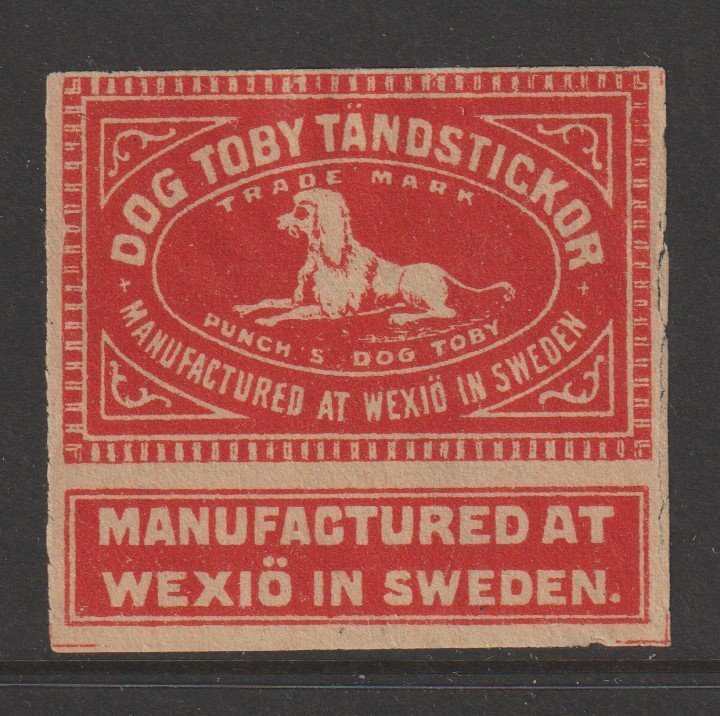 DOG TOBY TÄNDSTICKOR
TRADE MARK
PUNCH, S DOG TOBY
+ MANUFACTURED AT WEXIÖ IN SWEDEN +
MANUFACTURED AT
WEXIÖ IN SWEDEN.